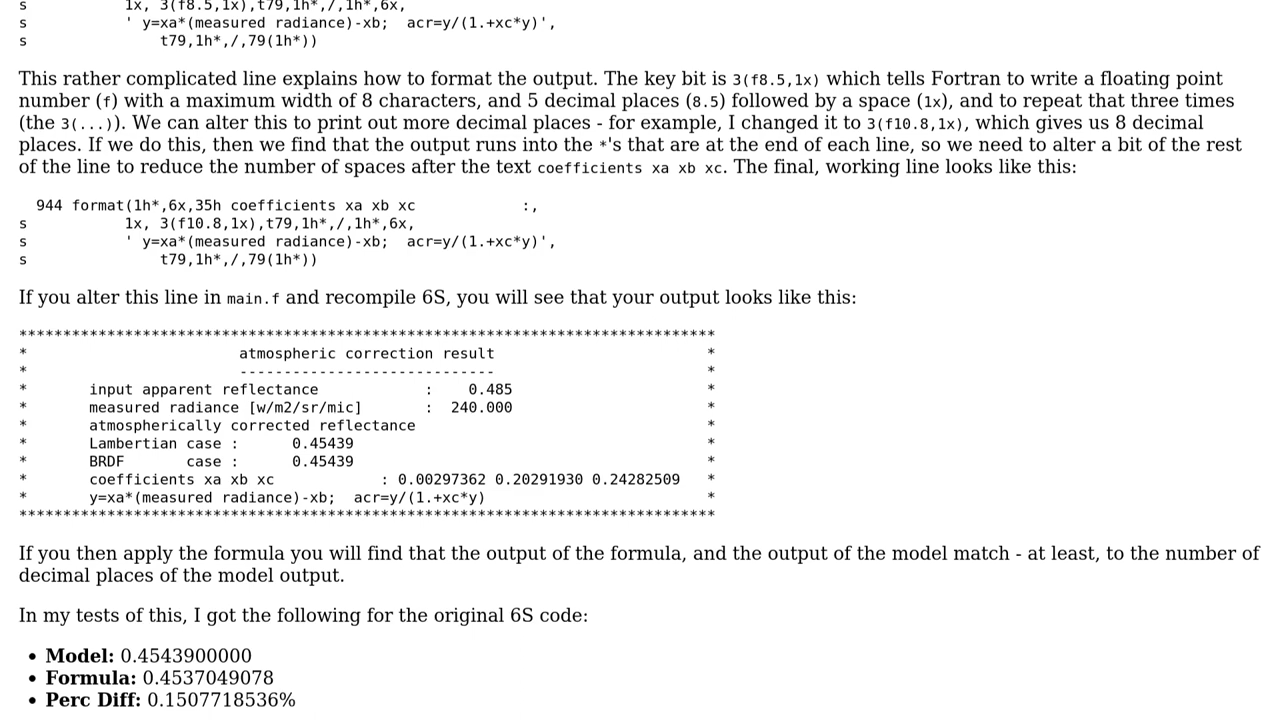 s           1x, 3(f8.5,1x),t79,1h*,/,1h*,6x,
s           ' y=xa*(measured radiance)-xb;  acr=y/(1.+xc*y)',
s               t79,1h*,/,79(1h*))
This rather complicated line explains how to format the output. The key bit is 3(f8.5,1x) which tells Fortran to write a floating point
number (f) with a maximum width of 8 characters, and 5 decimal places (8.5) followed by a space (1x), and to repeat that three times
(the 3(...)). We can alter this to print out more decimal places - for example, I changed it to 3(f10.8,1x), which gives us 8 decimal
places. If we do this, then we find that the output runs into the *'s that are at the end of each line, so we need to alter a bit of the rest
of the line to reduce the number of spaces after the text coefficients xa xb xc. The final, working line looks like this:
  944 format(1h*,6x,35h coefficients xa xb xc            :,
s           1x, 3(f10.8,1x),t79,1h*,/,1h*,6x,
s           ' y=xa*(measured radiance)-xb;  acr=y/(1.+xc*y)',
s               t79,1h*,/,79(1h*))
If you alter this line in main.f and recompile 6S, you will see that your output looks like this:
*******************************************************************************
*                        atmospheric correction result                        *
*                        -----------------------------                        *
*       input apparent reflectance            :    0.485                      *
*       measured radiance [w/m2/sr/mic]       :  240.000                      *
*       atmospherically corrected reflectance                                 *
*       Lambertian case :      0.45439                                        *
*       BRDF       case :      0.45439                                        *
*       coefficients xa xb xc            : 0.00297362 0.20291930 0.24282509   *
*       y=xa*(measured radiance)-xb;  acr=y/(1.+xc*y)                         *
*******************************************************************************
If you then apply the formula you will find that the output of the formula, and the output of the model match - at least, to the number of
decimal places of the model output.
In my tests of this, I got the following for the original 6S code:
• Model: 0.4543900000
• Formula: 0.4537049078
• Perc Diff: 0.1507718536%